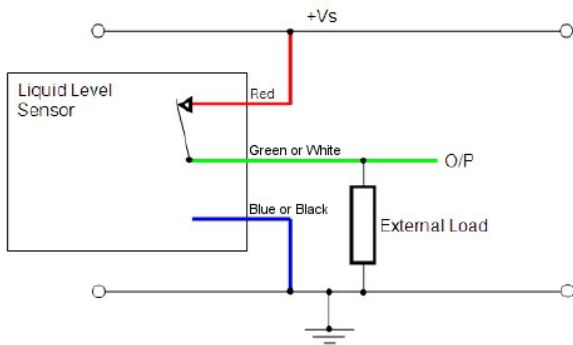 +Vs
Liquid Level
Sensor
Red
Green or White
O/P
Blue or Black
External Load